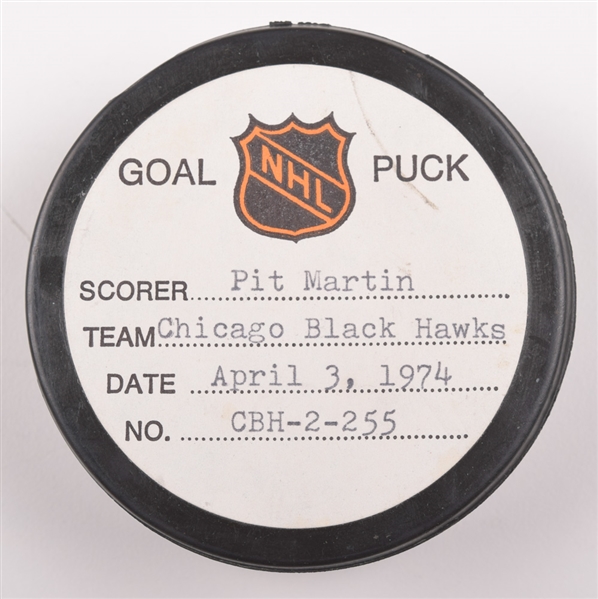 GOAL NHL PUCK
SCORER Pit Martin
TEAM Chicago Black Hawks
DATE April 3, 1974
NO. CBH-2-255